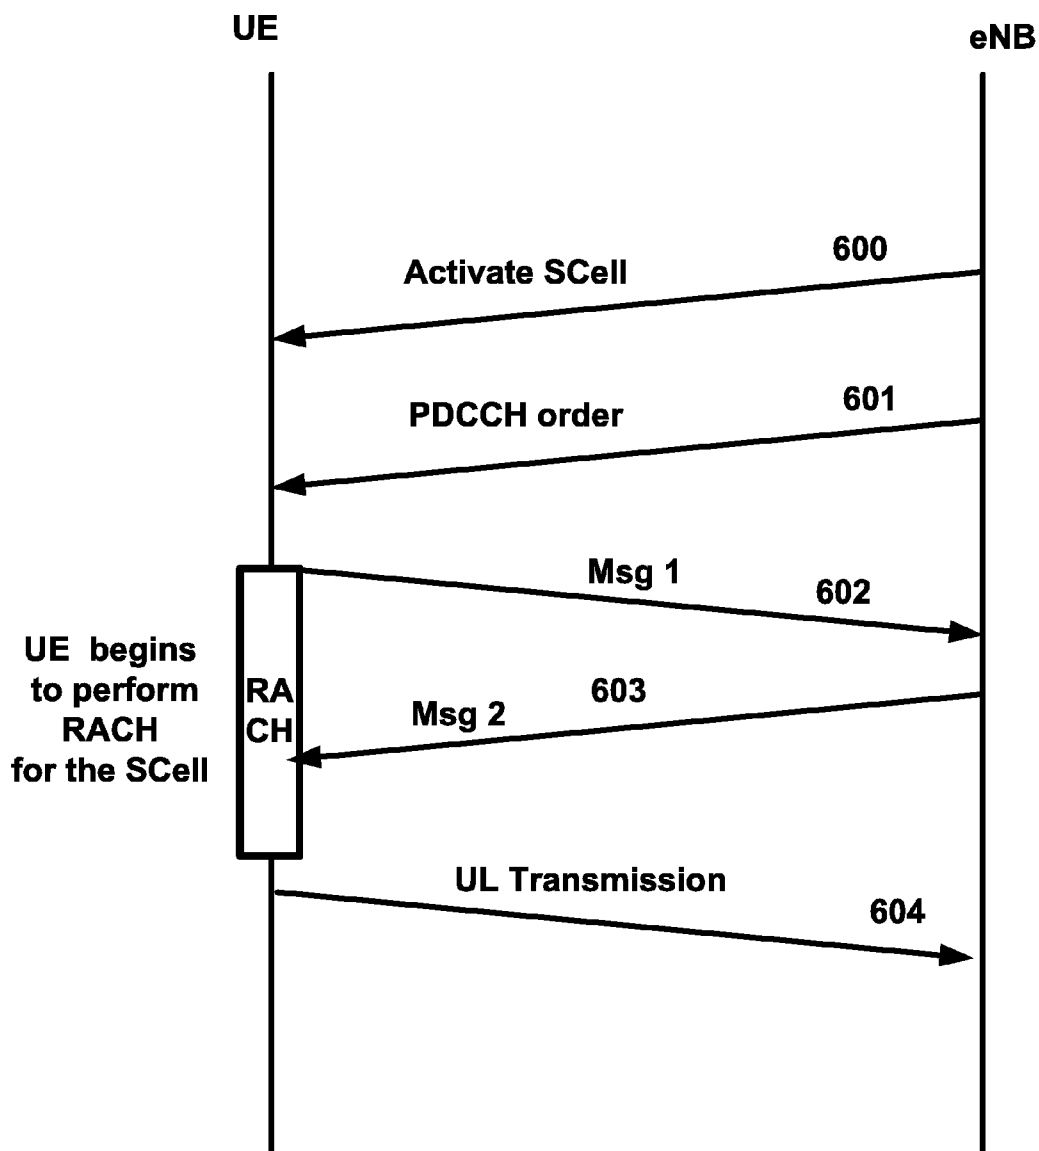 UE
eNB
600
Activate SCell
601
PDCCH order
Msg 1
602
UE begins
to perform
RACH
for the SCell
RA
CH
603
Msg 2
UL Transmission
604